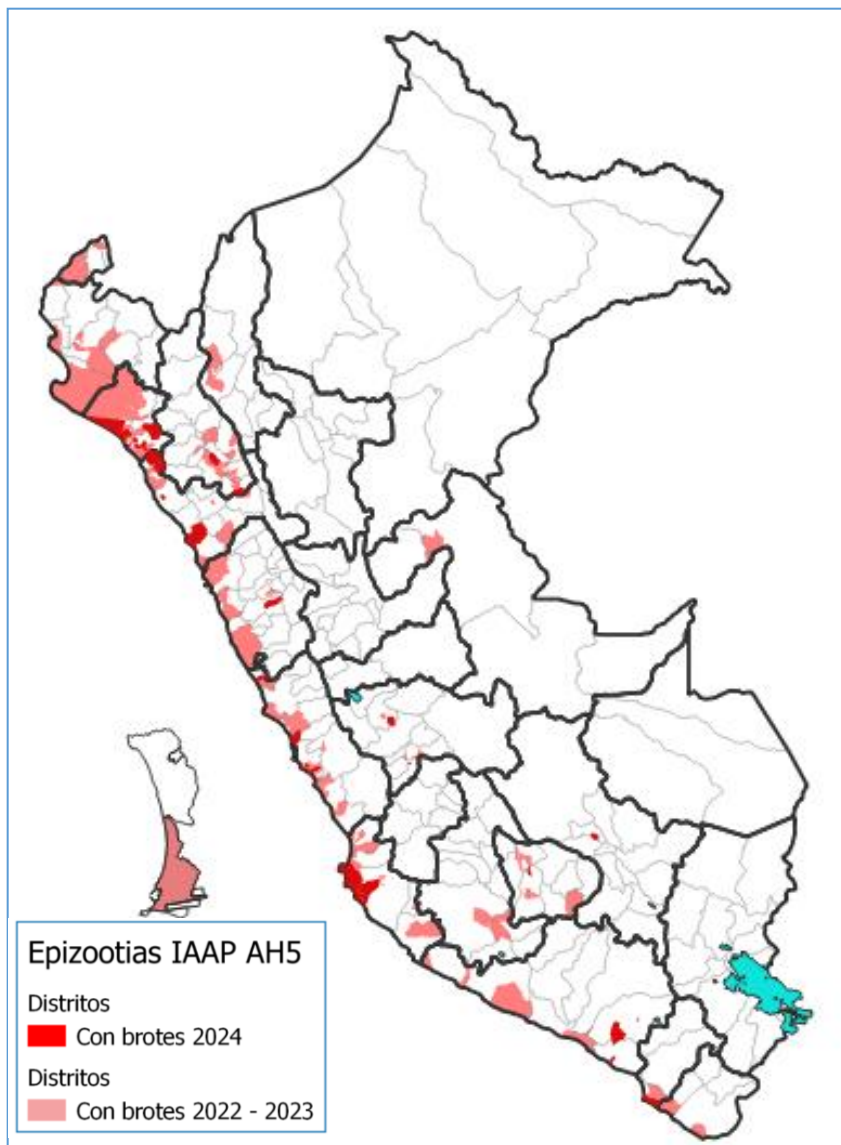 Epizootias IAAP AH5
Distritos
Con brotes 2024
Distritos
Con brotes 2022 - 2023